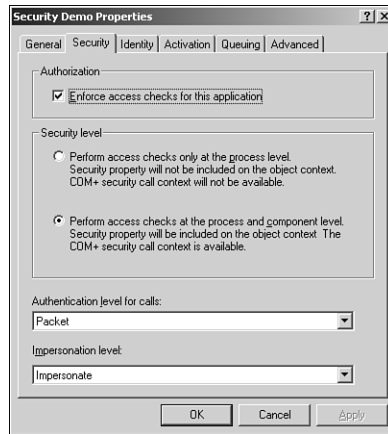 Security Demo Properties
General Security Identity Activation Queuing Advanced
Authorization
Enforce access checks for this application
Security level
Perform access checks only at the process level.
Security property will not be included on the object context.
COM+ security call context will not be available.
Perform access checks at the process and component level.
Security property will be included on the object context The
COM+ security call context is available.
Authentication level for calls:
Packet
Impersonation level:
Impersonate
OK Cancel Apply